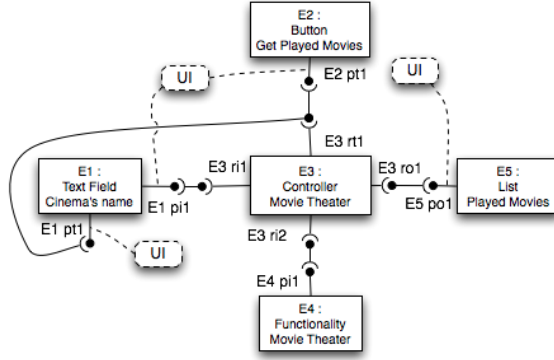 E2 :
Button
Get Played Movies
UI
E2 pt1
UI
E3 rt1
E1 :
Text Field
Cinema's name
E3 ri1
E1 pi1
E3 :
Controller
Movie Theater
E3 ro1
E5 po1
E5 :
List
Played Movies
E1 pt1
UI
E3 ri2
E4 pi1
E4 :
Functionality
Movie Theater